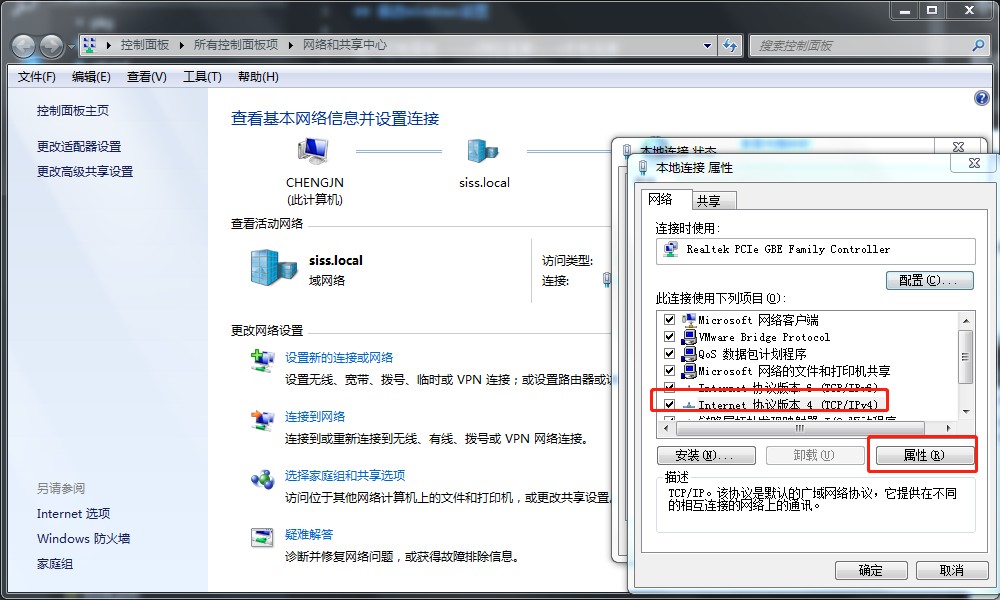 控制面板 ▸ 所有控制面板项 ▸ 网络和共享中心
搜索控制面板
文件(F) 编辑(E) 查看(V) 工具(T) 帮助(H)
控制面板主页
更改适配器设置
更改高级共享设置
另请参阅
Internet 选项
Windows 防火墙
家庭组
查看基本网络信息并设置连接
CHENGJN
(此计算机)
siss.local
查看活动网络
siss.local
域网络
访问类型:
连接:
更改网络设置
设置新的连接或网络
设置无线、宽带、拨号、临时或 VPN 连接；或设置路由器或
连接到网络
连接到或重新连接到无线、有线、拨号或 VPN 网络连接。
选择家庭组和共享选项
访问位于其他网络计算机上的文件和打印机，或更改共享设置。
疑难解答
诊断并修复网络问题，或获得故障排除信息。
本地连接 状态
本地连接 属性
网络 共享
连接时使用:
Realtek PCIe GBE Family Controller
配置(C)...
此连接使用下列项目(O):
Microsoft 网络客户端
VMware Bridge Protocol
QoS 数据包计划程序
Microsoft 网络的文件和打印机共享
Internet 协议版本 6 (TCP/IPv6)
Internet 协议版本 4 (TCP/IPv4)
安装(N)... 卸载(U) 属性(R)
描述
TCP/IP。该协议是默认的广域网络协议，它提供在不同
的相互连接的网络上的通讯。
确定 取消